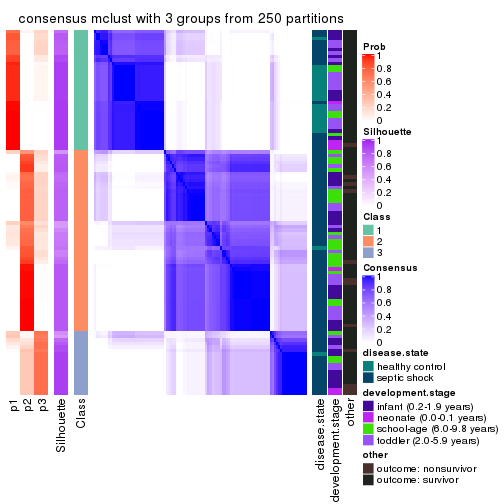 consensus mclust with 3 groups from 250 partitions
Prob
1
0.8
0.6
0.4
0.2
0
Silhouette
1
0.8
0.6
0.4
0.2
0
Class
1
2
3
Consensus
1
0.8
0.6
0.4
0.2
0
disease.state
healthy control
septic shock
development.stage
infant (0.2-1.9 years)
neonate (0.0-0.1 years)
school-age (6.0-9.8 years)
toddler (2.0-5.9 years)
other
outcome: nonsurvivor
outcome: survivor
p1
p2
p3
Silhouette
Class
disease.state
development.stage
other